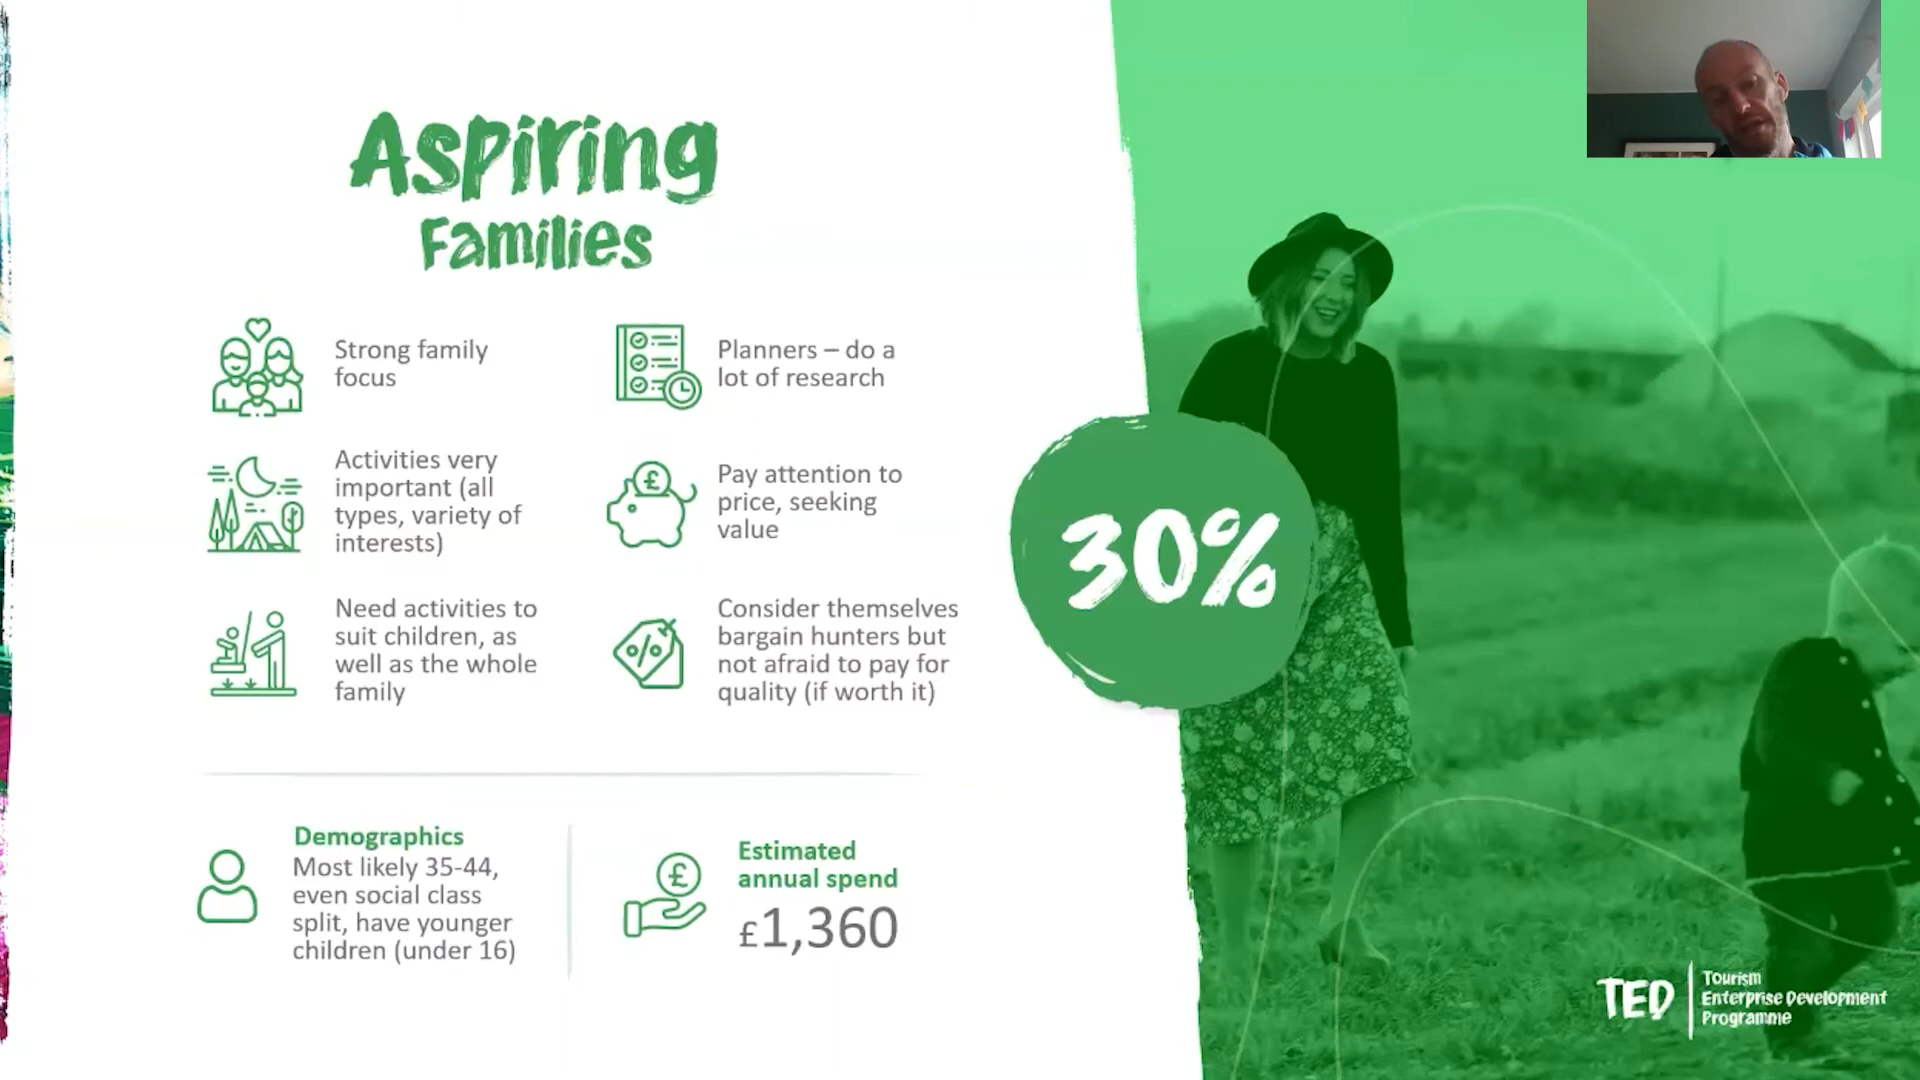 Aspiring
Families
Strong family
focus
Planners – do a
lot of research
Activities very
important (all
types, variety of
interests)
£
Pay attention to
price, seeking
value
Need activities to
suit children, as
well as the whole
family
%
Consider themselves
bargain hunters but
not afraid to pay for
quality (if worth it)
30%
Demographics
Most likely 35-44,
even social class
split, have younger
children (under 16)
£
Estimated
annual spend
£1,360
TED
Tourism
Enterprise Development
Programme